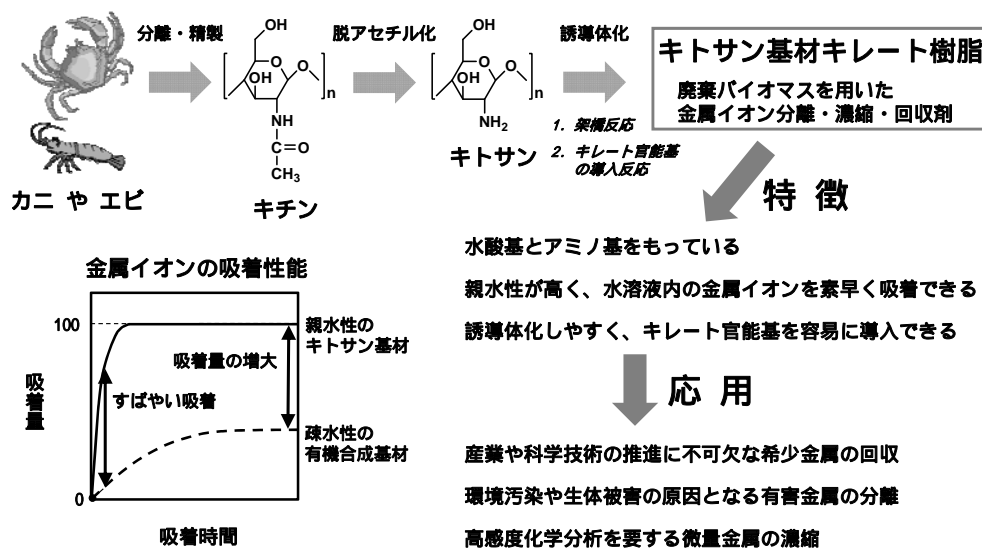 分離・精製
脱アセチル化
誘導体化
キトサン基材キレート樹脂
廃棄バイオマスを用いた
金属イオン分離・濃縮・回収剤
OH
O
O
OH
n
NH
C=O
CH3
OH
O
O
OH
n
NH2
1. 架橋反応
2. キレート官能基
の導入反応
カニ や エビ
キチン
キトサン
特 徴
水酸基とアミノ基をもっている
親水性が高く、水溶液内の金属イオンを素早く吸着できる
誘導体化しやすく、キレート官能基を容易に導入できる
応 用
産業や科学技術の推進に不可欠な希少金属の回収
環境汚染や生体被害の原因となる有害金属の分離
高感度化学分析を要する微量金属の濃縮
金属イオンの吸着性能
100
吸着量
0
吸着時間
親水性の
キトサン基材
吸着量の増大
すばやい吸着
疎水性の
有機合成基材